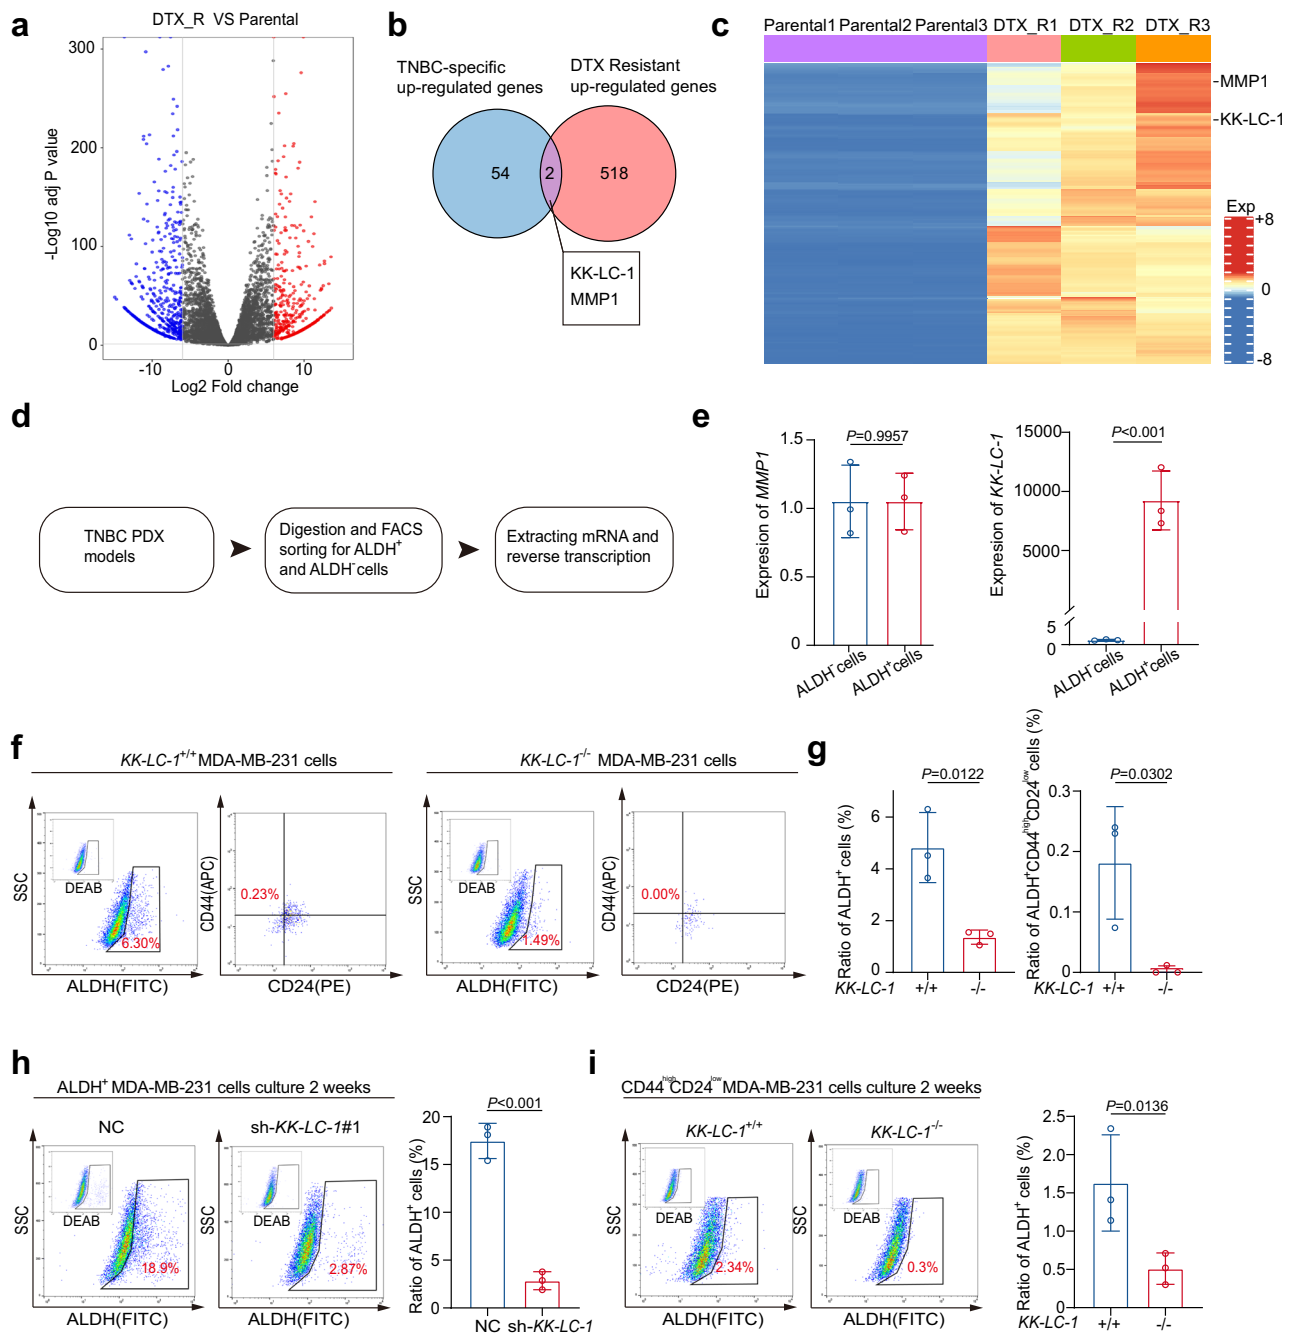 a
DTX_R VS Parental
300
200
100
0
-Log10 adj P value
-10
0
10
Log2 Fold change
b
TNBC-specific
up-regulated genes
DTX Resistant
up-regulated genes
54
2
518
KK-LC-1
MMP1
c
Parental1 Parental2 Parental3 DTX_R1 DTX_R2 DTX_R3
MMP1
KK-LC-1
Exp
+8
0
-8
d
TNBC PDX
models
Digestion and FACS
sorting for ALDH+
and ALDH-cells
Extracting mRNA and
reverse transcription
e
P=0.9957
1.5
1.0
0.5
0
Expresion of MMP1
ALDH-cells
ALDH+cells
P<0.001
15000
10000
5000
5
0
Expresion of KK-LC-1
ALDH-cells
ALDH+cells
f
KK-LC-1+/+ MDA-MB-231 cells
KK-LC-1-/- MDA-MB-231 cells
SSC
DEAB
6.30%
ALDH(FITC)
CD44(APC)
0.23%
CD24(PE)
SSC
DEAB
1.49%
ALDH(FITC)
CD44(APC)
0.00%
CD24(PE)
g
P=0.0122
6
4
2
0
Ratio of ALDH+ cells (%)
KK-LC-1 +/+ -/-
P=0.0302
0.3
0.2
0.1
0
Ratio of ALDH+CD44highCD24low cells (%)
KK-LC-1 +/+ -/-
h
ALDH+ MDA-MB-231 cells culture 2 weeks
NC
sh-KK-LC-1#1
SSC
DEAB
18.9%
ALDH(FITC)
SSC
DEAB
2.87%
ALDH(FITC)
P<0.001
20
15
10
5
0
Ratio of ALDH+ cells (%)
NC sh-KK-LC-1
i
CD44highCD24low MDA-MB-231 cells culture 2 weeks
KK-LC-1+/+
KK-LC-1-/-
SSC
DEAB
2.34%
ALDH(FITC)
SSC
DEAB
0.3%
ALDH(FITC)
P=0.0136
2.5
2.0
1.5
1.0
0.5
0
Ratio of ALDH+ cells (%)
KK-LC-1 +/+ -/-